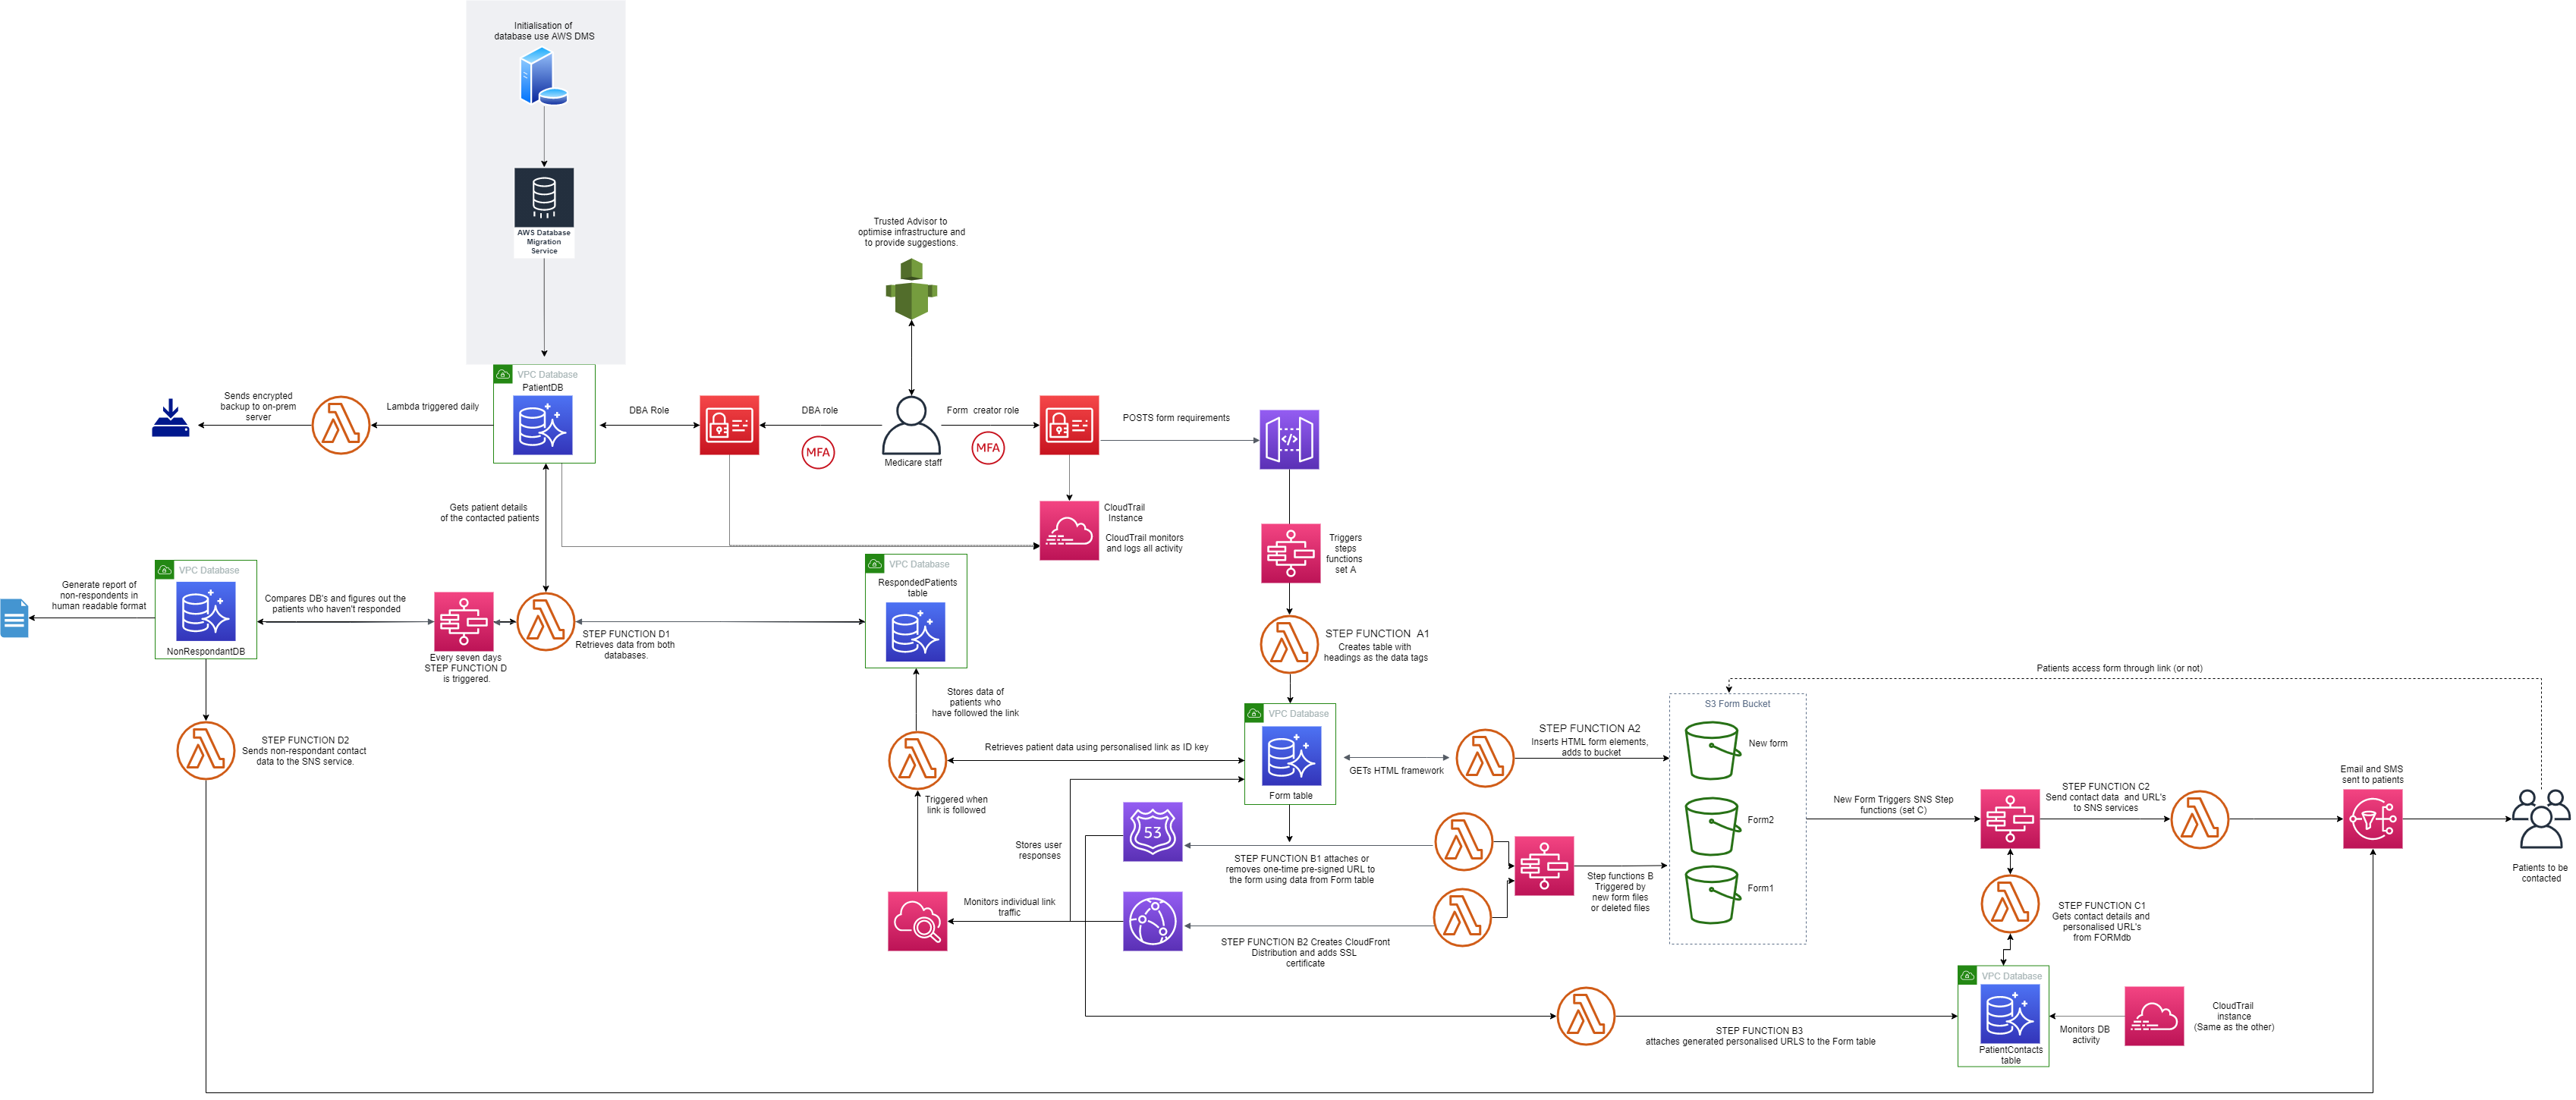 Initialisation of
database use AWS DMS
AWS Database
Migration
Service
Trusted Advisor to
optimise infrastructure and
to provide suggestions.
VPC Database
PatientDB
Sends encrypted
backup to on-prem
server
Lambda triggered daily
DBA Role
DBA role
MFA
Form creator role
MFA
Medicare staff
POSTS form requirements
Gets patient details
of the contacted patients
CloudTrail
Instance
CloudTrail monitors
and logs all activity
Triggers
steps
functions
set A
VPC Database
RespondedPatients
table
VPC Database
NonRespondantDB
Generate report of
non-respondents in
human readable format
Compares DB's and figures out the
patients who haven't responded
Every seven days
STEP FUNCTION D
is triggered.
STEP FUNCTION D1
Retrieves data from both
databases.
STEP FUNCTION A1
Creates table with
headings as the data tags
Patients access form through link (or not)
Stores data of
patients who
have followed the link
VPC Database
Form table
S3 Form Bucket
New form
Form2
Form1
STEP FUNCTION D2
Sends non-respondant contact
data to the SNS service.
Retrieves patient data using personalised link as ID key
GETs HTML framework
STEP FUNCTION A2
Inserts HTML form elements,
adds to bucket
Triggered when
link is followed
Stores user
responses
53
STEP FUNCTION B1 attaches or
removes one-time pre-signed URL to
the form using data from Form table
Step functions B
Triggered by
new form files
or deleted files
New Form Triggers SNS Step
functions (set C)
STEP FUNCTION C2
Send contact data and URL's
to SNS services
Email and SMS
sent to patients
Patients to be
contacted
Monitors individual link
traffic
STEP FUNCTION B2 Creates CloudFront
Distribution and adds SSL
certificate
STEP FUNCTION C1
Gets contact details and
personalised URL's
from FORMdb
VPC Database
PatientContacts
table
STEP FUNCTION B3
attaches generated personalised URLS to the Form table
Monitors DB
activity
CloudTrail
instance
(Same as the other)